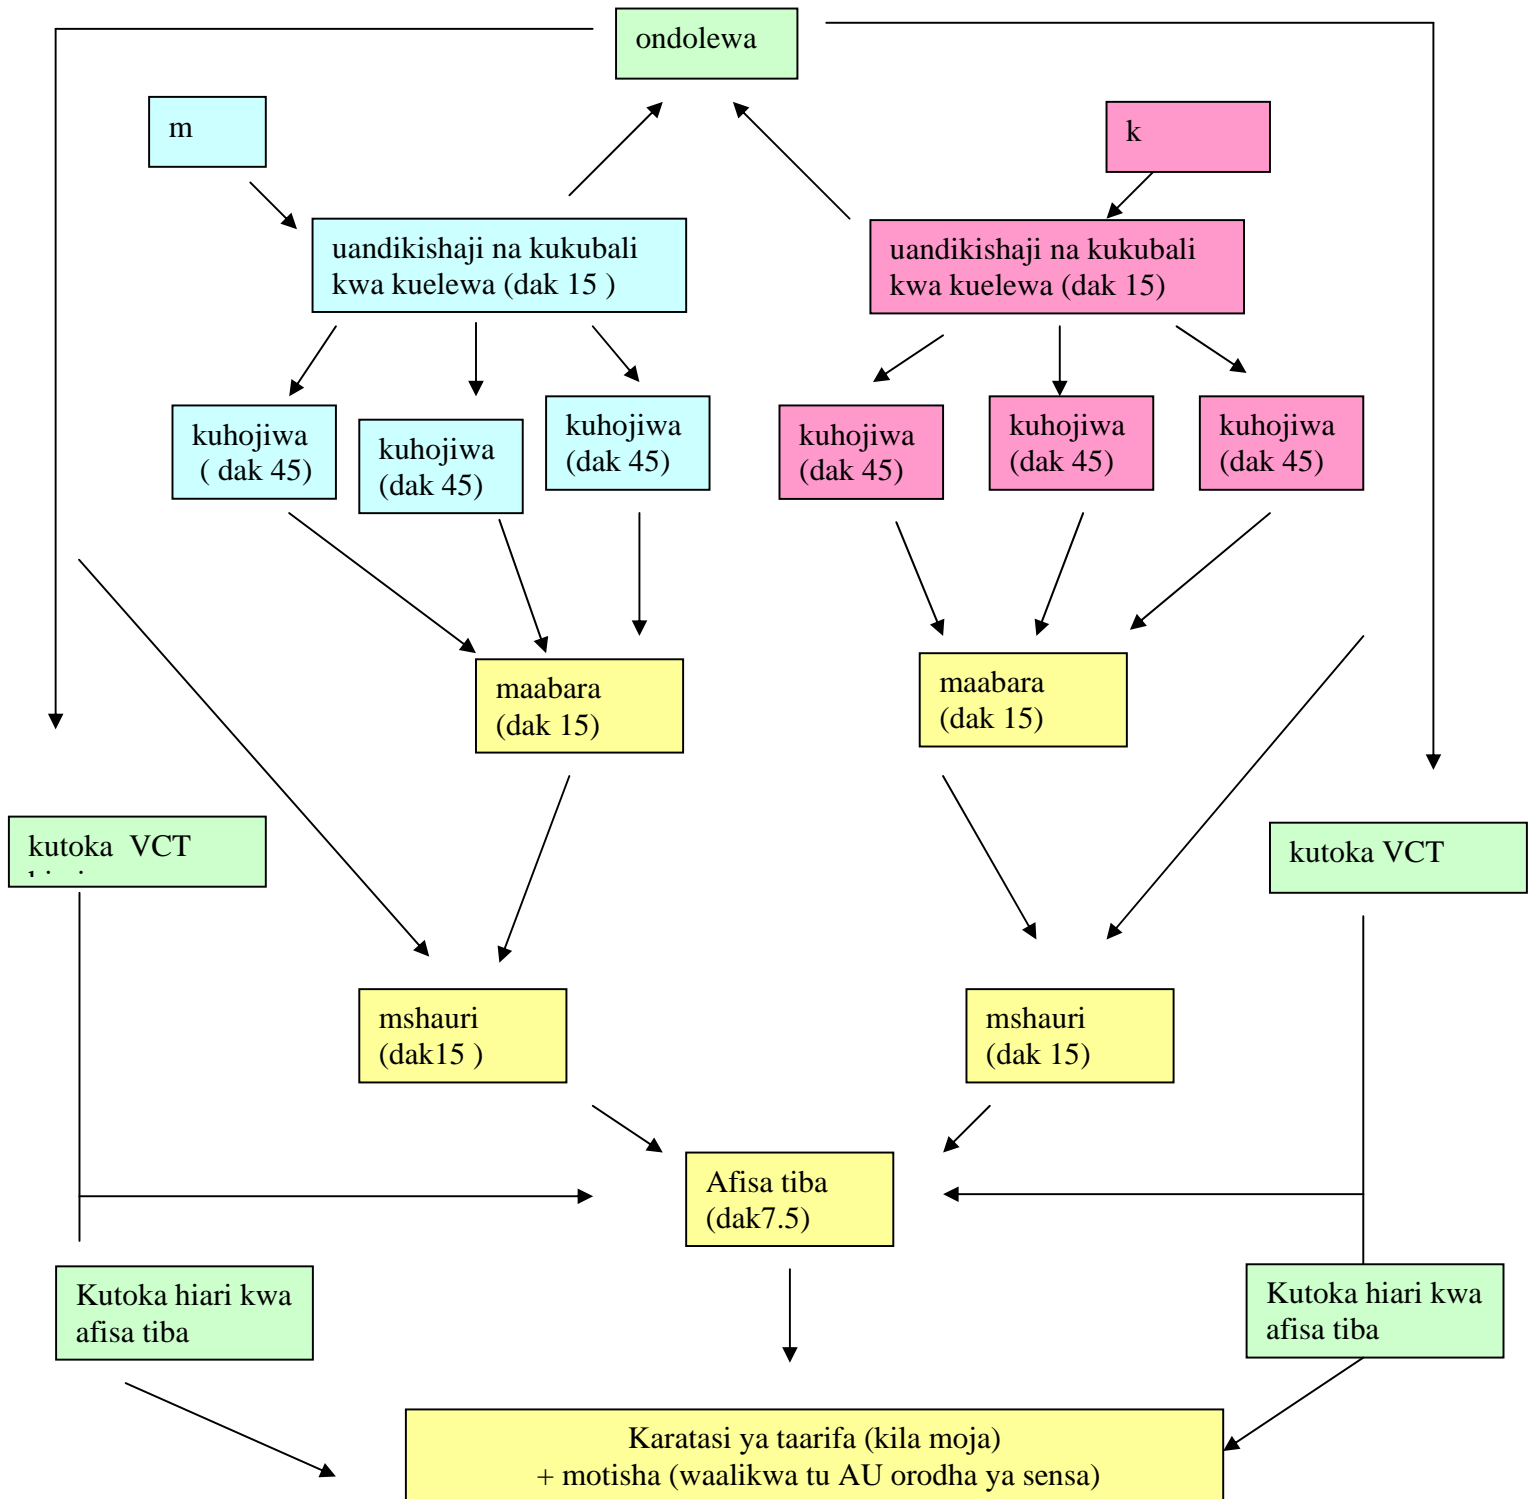 ondolewa
m
k
uandikishaji na kukubali
kwa kuelewa (dak 15 )
uandikishaji na kukubali
kwa kuelewa (dak 15)
kuhojiwa
( dak 45)
kuhojiwa
(dak 45)
kuhojiwa
(dak 45)
kuhojiwa
(dak 45)
kuhojiwa
(dak 45)
kuhojiwa
(dak 45)
maabara
(dak 15)
maabara
(dak 15)
kutoka VCT
kutoka VCT
mshauri
(dak15 )
mshauri
(dak 15)
Afisa tiba
(dak7.5)
Kutoka hiari kwa
afisa tiba
Kutoka hiari kwa
afisa tiba
Karatasi ya taarifa (kila moja)
+ motisha (waalikwa tu AU orodha ya sensa)